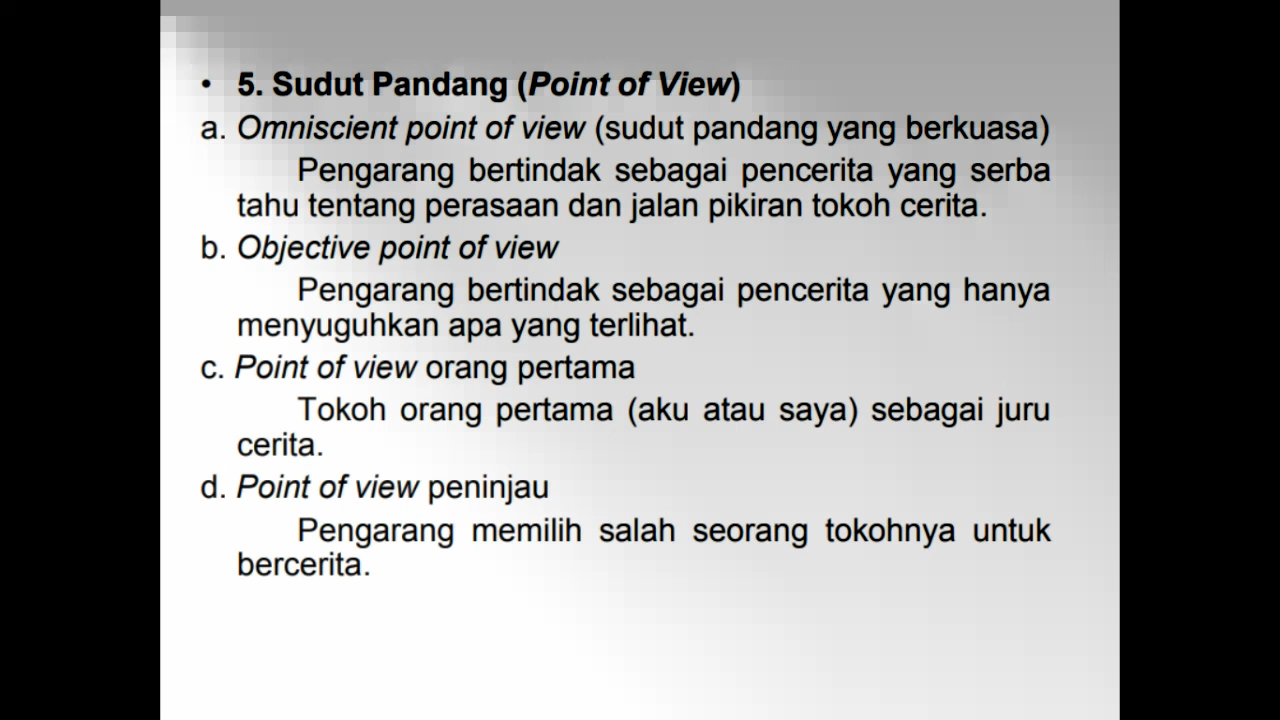 • 5. Sudut Pandang (Point of View)
a. Omniscient point of view (sudut pandang yang berkuasa)
Pengarang bertindak sebagai pencerita yang serba
tahu tentang perasaan dan jalan pikiran tokoh cerita.
b. Objective point of view
Pengarang bertindak sebagai pencerita yang hanya
menyuguhkan apa yang terlihat.
c. Point of view orang pertama
Tokoh orang pertama (aku atau saya) sebagai juru
cerita.
d. Point of view peninjau
Pengarang memilih salah seorang tokohnya untuk
bercerita.